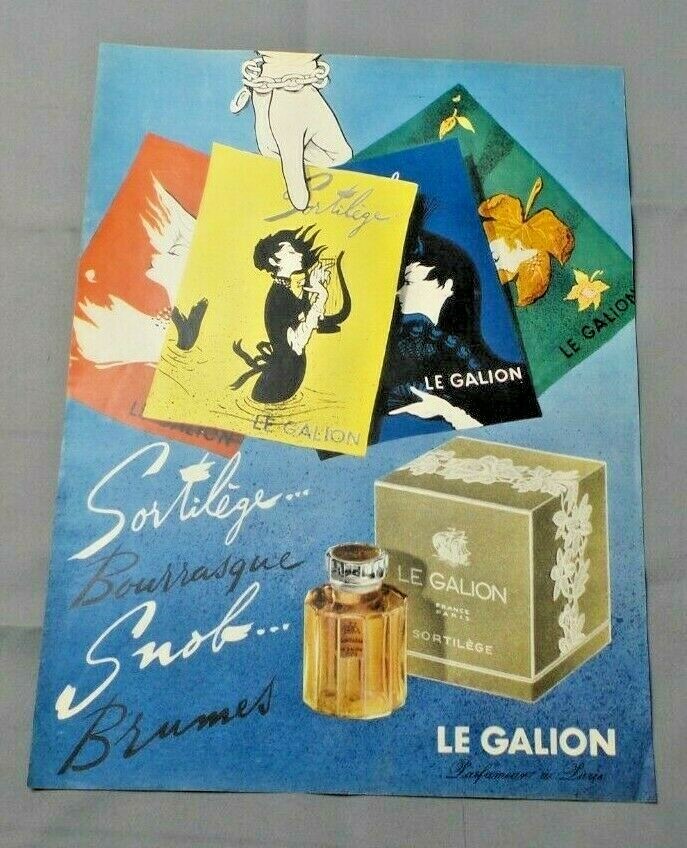 Sortilège
LE GALION
LE GALION
LE GALION
LE GALION
Sortilège...
Bourrasque
Snob...
Brumes
LE GALION
FRANCE
PARIS
SORTILÈGE
LE GALION
Parfumeur à Paris